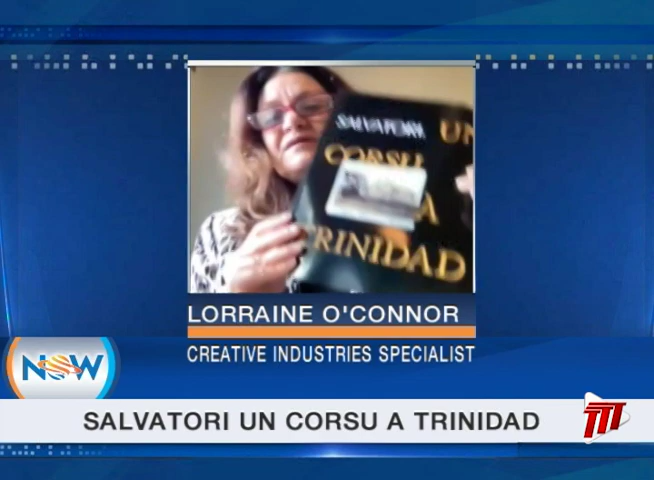 SALVATORI UN
CORSU
A
TRINIDAD
LORRAINE O'CONNOR
CREATIVE INDUSTRIES SPECIALIST
NOW
SALVATORI UN CORSU A TRINIDAD
TTT